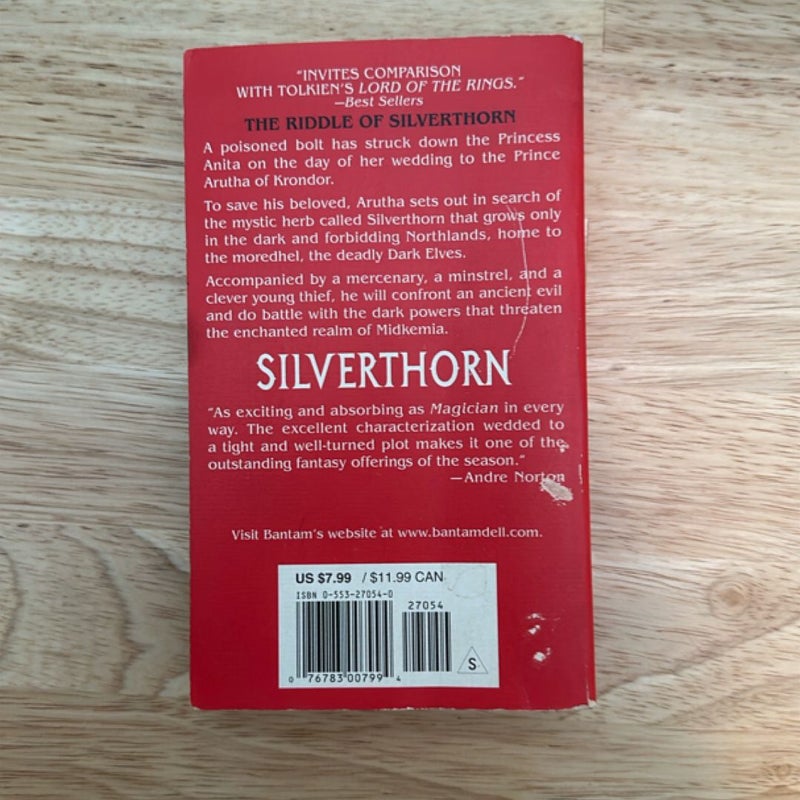 "INVITES COMPARISON
WITH TOLKIEN'S LORD OF THE RINGS."
—Best Sellers
THE RIDDLE OF SILVERTHORN
A poisoned bolt has struck down the Princess
Anita on the day of her wedding to the Prince
Arutha of Krondor.
To save his beloved, Arutha sets out in search of
the mystic herb called Silverthorn that grows only
in the dark and forbidding Northlands, home to
the moredhel, the deadly Dark Elves.
Accompanied by a mercenary, a minstrel, and a
clever young thief, he will confront an ancient evil
and do battle with the dark powers that threaten
the enchanted realm of Midkemia.
SILVERTHORN
"As exciting and absorbing as Magician in every
way. The excellent characterization wedded to
a tight and well-turned plot makes it one of the
outstanding fantasy offerings of the season."
—Andre Norton
Visit Bantam's website at www.bantamdell.com.
US $7.99 / $11.99 CAN
ISBN 0-553-27054-0
27054
0 76783 00799 4
S